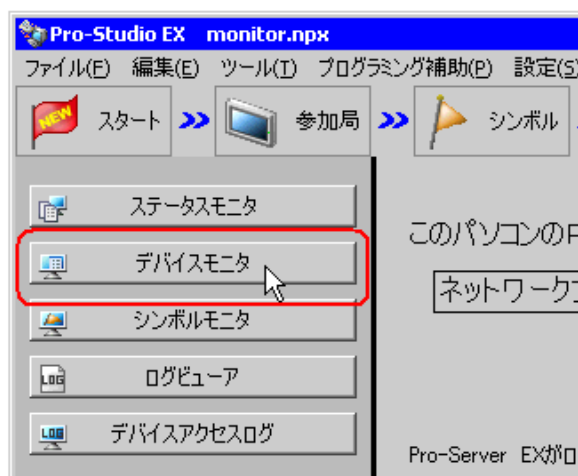 Pro-Studio EX monitor.npx
ファイル(F) 編集(E) ツール(T) プログラミング補助(P) 設定(S)
NEW スタート 参加局 シンボル
ステータスモニタ
このパソコンの
デバイスモニタ
ネットワーク
シンボルモニタ
LOG ログビューア
LOG デバイスアクセスログ
Pro-Server EXが